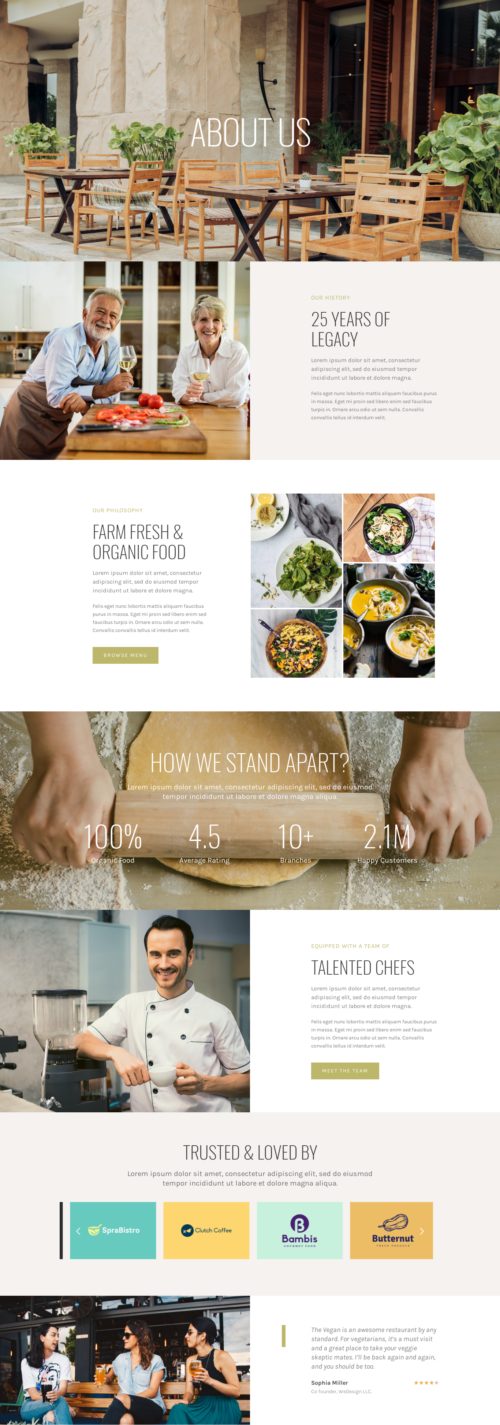 ABOUT US
OUR HISTORY
25 YEARS OF
LEGACY
Lorem ipsum dolor sit amet, consectetur
adipiscing elit, sed do eiusmod tempor
incididunt ut labore et dolore magna.
Felis eget nunc lobortis mattis aliquam faucibus purus
in massa. Eget mi proin sed libero enim sed faucibus
turpis in. Ornare arcu odio ut sem nulla. Convallis
convallis tellus id interdum velit.
OUR PHILOSOPHY
FARM FRESH &
ORGANIC FOOD
Lorem ipsum dolor sit amet, consectetur
adipiscing elit, sed do eiusmod tempor
incididunt ut labore et dolore magna.
Felis eget nunc lobortis mattis aliquam faucibus
purus in massa. Eget mi proin sed libero enim sed
faucibus turpis in. Ornare arcu odio ut sem nulla.
Convallis convallis tellus id interdum velit.
BROWSE MENU
HOW WE STAND APART?
Lorem ipsum dolor sit amet, consectetur adipiscing elit, sed do eiusmod
tempor incididunt ut labore et dolore magna aliqua.
100% 4.5 10+ 2.1M
Organic Food Average Rating Branches Happy Customers
EQUIPPED WITH A TEAM OF
TALENTED CHEFS
Lorem ipsum dolor sit amet, consectetur
adipiscing elit, sed do eiusmod tempor
incididunt ut labore et dolore magna.
Felis eget nunc lobortis mattis aliquam faucibus purus
in massa. Eget mi proin sed libero enim sed faucibus
turpis in. Ornare arcu odio ut sem nulla. Convallis
convallis tellus id interdum velit.
MEET THE TEAM
TRUSTED & LOVED BY
Lorem ipsum dolor sit amet, consectetur adipiscing elit, sed do eiusmod
tempor incididunt ut labore et dolore magna aliqua.
SpraBistro Clutch Coffee Bambis Butternut
The Vegan is an awesome restaurant by any
standard. For vegetarians, it's a must visit
and a great place to take your veggie
skeptic mates. I'll be back again and again,
and you should be too.
Sophia Miller
Co founder, WeDesign LLC.